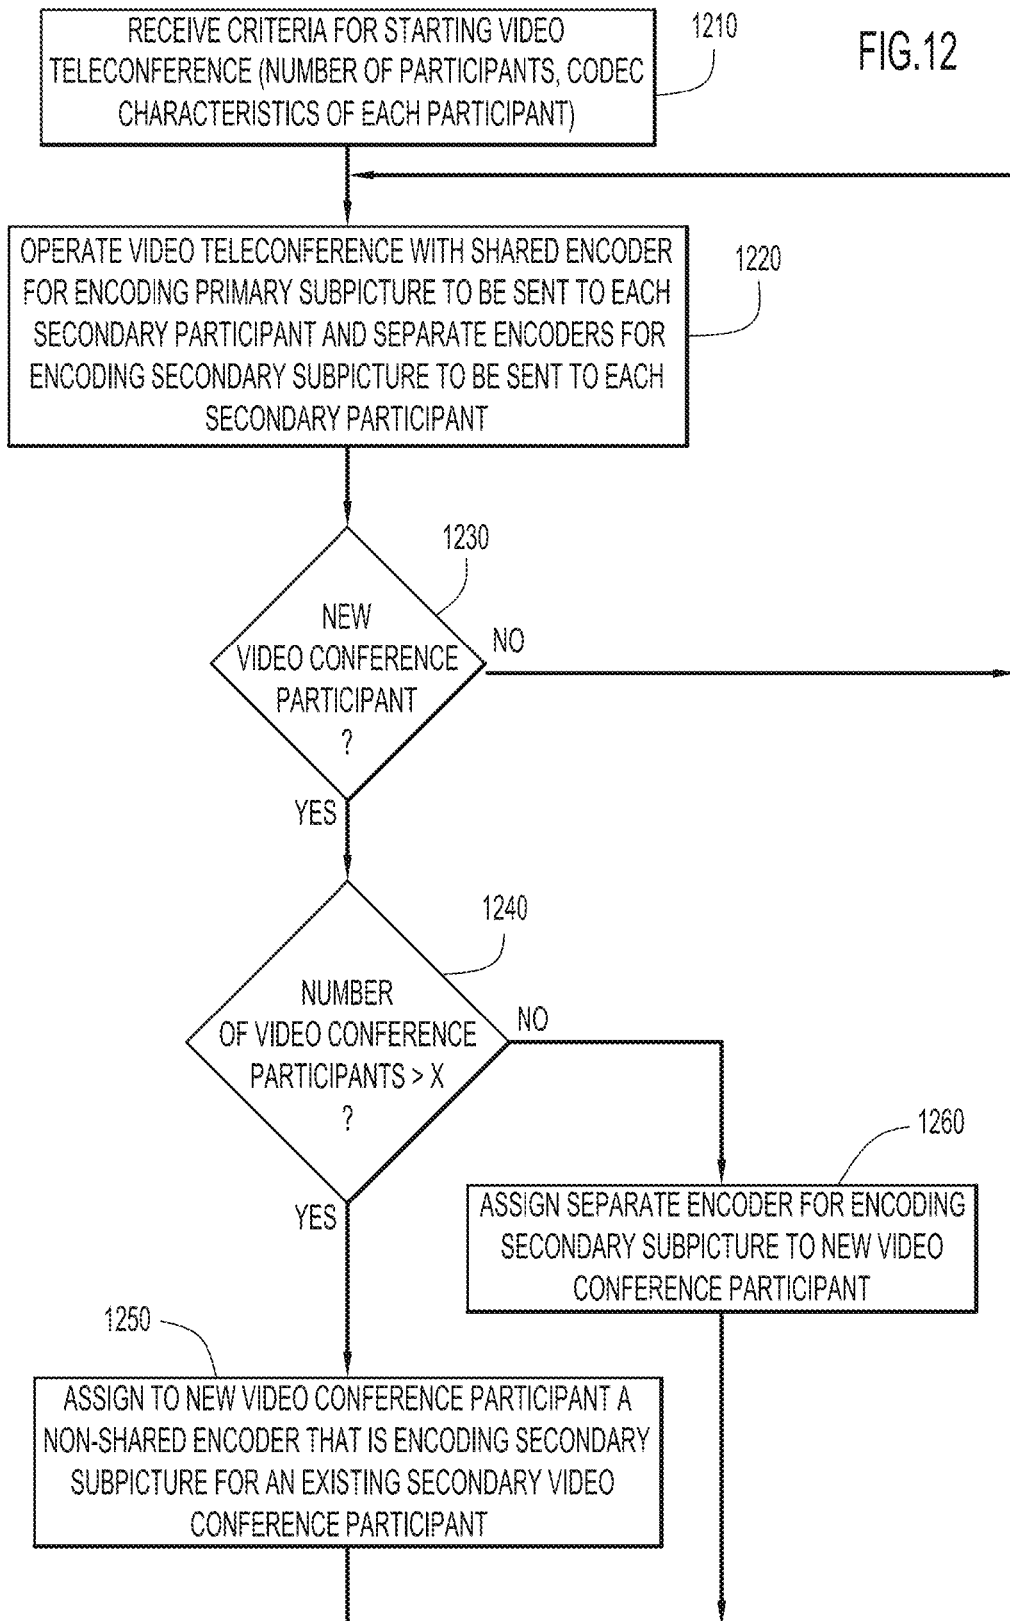 FIG.12
RECEIVE CRITERIA FOR STARTING VIDEO
TELECONFERENCE (NUMBER OF PARTICIPANTS, CODEC
CHARACTERISTICS OF EACH PARTICIPANT)
1210
OPERATE VIDEO TELECONFERENCE WITH SHARED ENCODER
FOR ENCODING PRIMARY SUBPICTURE TO BE SENT TO EACH
SECONDARY PARTICIPANT AND SEPARATE ENCODERS FOR
ENCODING SECONDARY SUBPICTURE TO BE SENT TO EACH
SECONDARY PARTICIPANT
1220
1230
NEW
VIDEO CONFERENCE
PARTICIPANT
?
NO
YES
1240
NUMBER
OF VIDEO CONFERENCE
PARTICIPANTS > X
?
NO
YES
1260
ASSIGN SEPARATE ENCODER FOR ENCODING
SECONDARY SUBPICTURE TO NEW VIDEO
CONFERENCE PARTICIPANT
1250
ASSIGN TO NEW VIDEO CONFERENCE PARTICIPANT A
NON-SHARED ENCODER THAT IS ENCODING SECONDARY
SUBPICTURE FOR AN EXISTING SECONDARY VIDEO
CONFERENCE PARTICIPANT